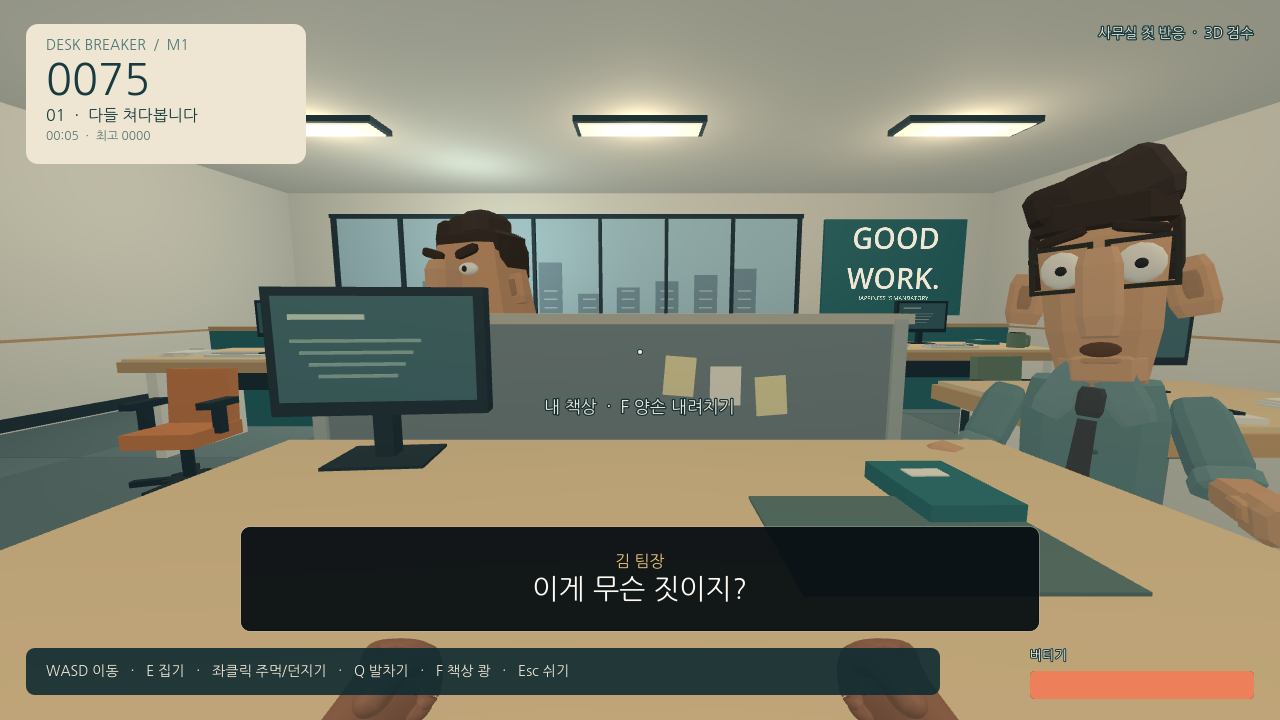 DESK BREAKER / M1
0075
01 · 다들 쳐다봅니다
00:05 · 최고 0000
사무실 첫 반응 · 3D 검수
GOOD
WORK.
HAPPINESS IS MANDATORY
내 책상 · F 양손 내려치기
김 팀장
이게 무슨 짓이지?
WASD 이동 · E 집기 · 좌클릭 주먹/던지기 · Q 발차기 · F 책상 쾅 · Esc 쉬기
버티기